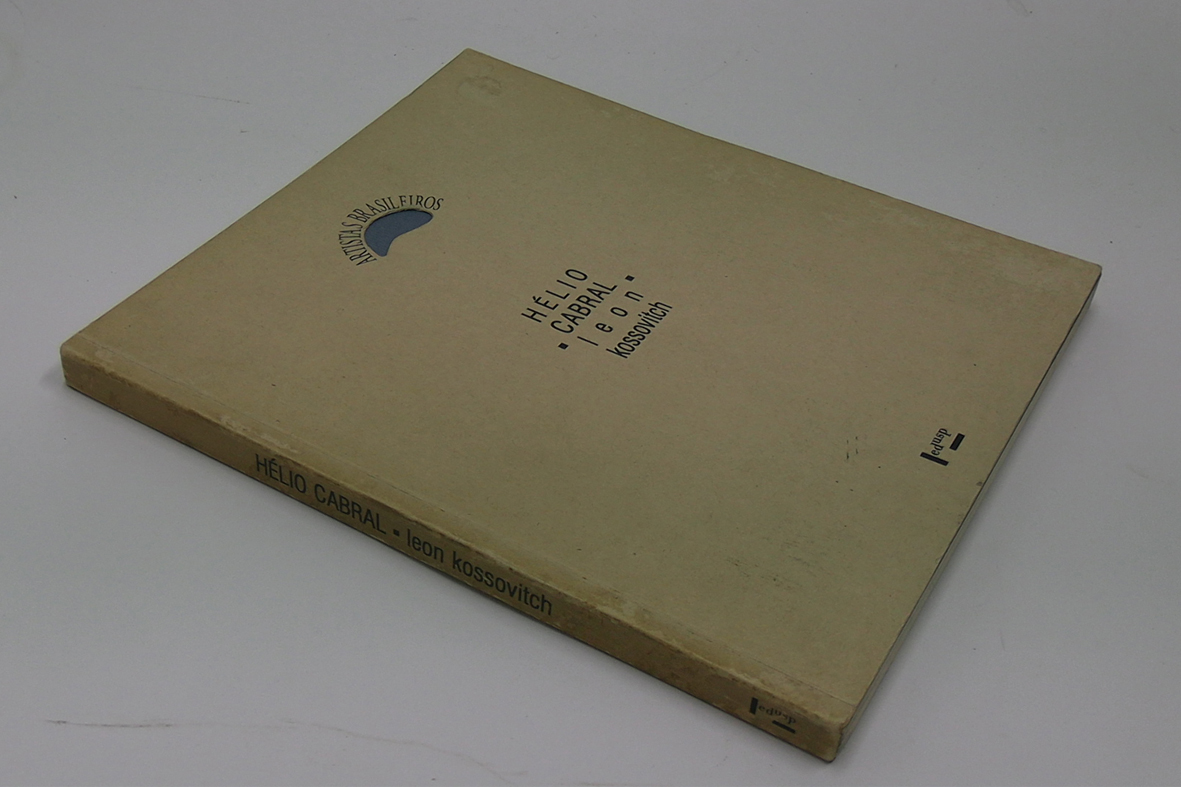 ARTISTAS BRASILEIROS
HÉLIO
CABRAL
leon
kossovitch
edusp
HÉLIO CABRAL ▪ leon kossovitch
edusp